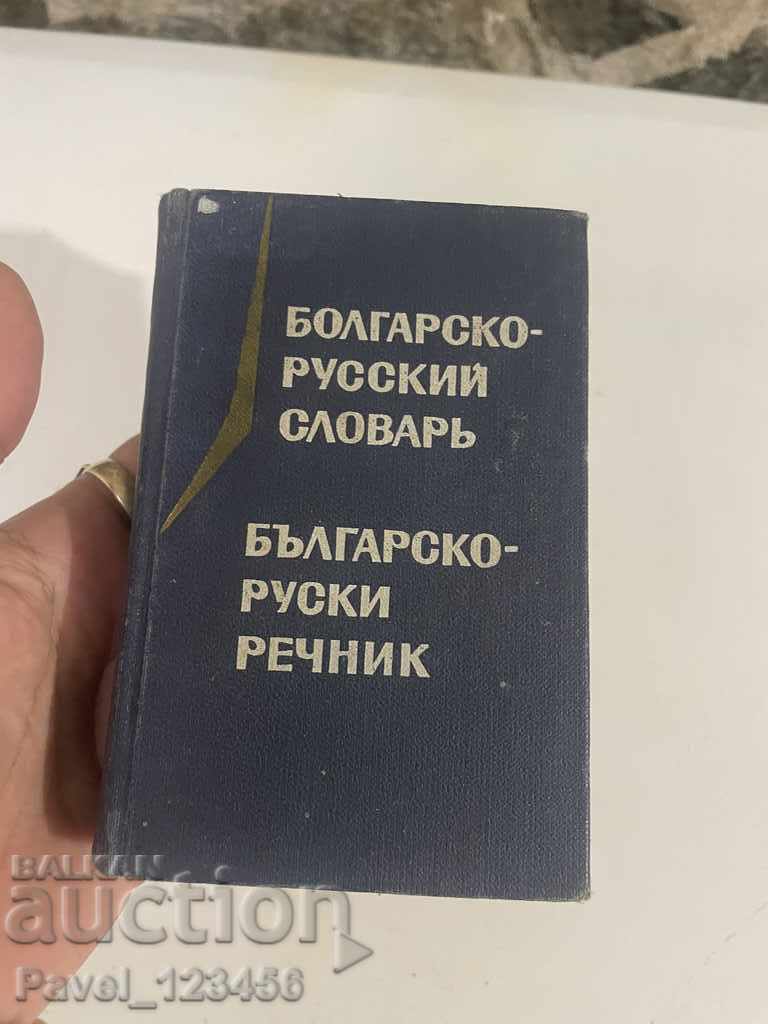 БОЛГАРСКО-
РУССКИЙ
СЛОВАРЬ
БЪЛГАРСКО-
РУСКИ
РЕЧНИК
BALKAN
auction
Pavel_123456